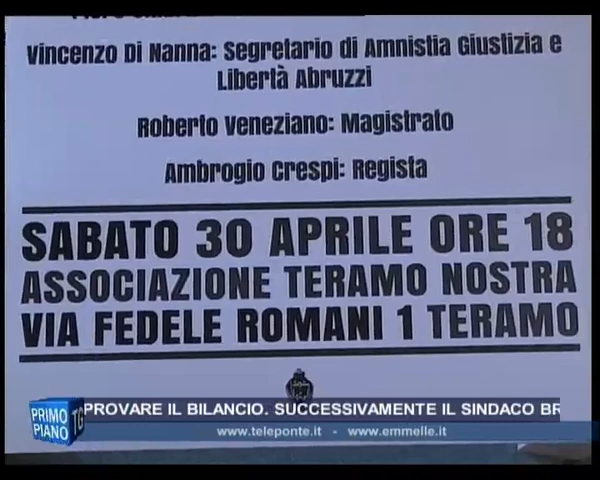 Vincenzo Di Nanna: Segretario di Amnistia Giustizia e
Libertà Abruzzi
Roberto Veneziano: Magistrato
Ambrogio Crespi: Regista
SABATO 30 APRILE ORE 18
ASSOCIAZIONE TERAMO NOSTRA
VIA FEDELE ROMANI 1 TERAMO
PRIMO
PIANO
TG
PROVARE IL BILANCIO. SUCCESSIVAMENTE IL SINDACO BR
www.teleponte.it - www.emmelle.it